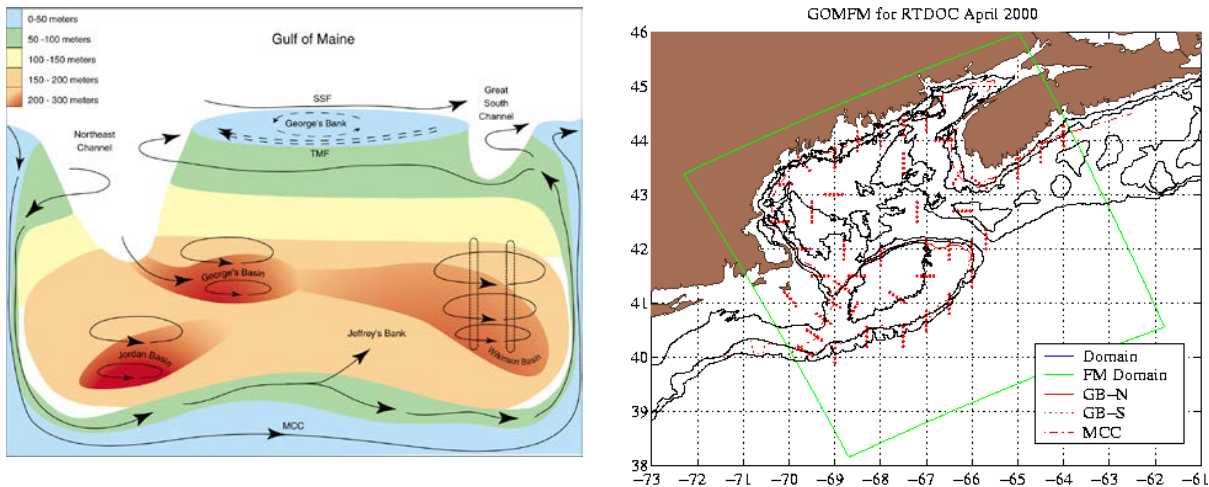 0-50 meters
50 -100 meters
100 -150 meters
150 - 200 meters
200 - 300 meters
Gulf of Maine
SSF
George's Bank
TMF
Northeast
Channel
Great
South
Channel
George's Basin
Jordan Basin
Jeffrey's Bank
Wilkinson Basin
MCC
GOMFM for RTDOC April 2000
46
45
44
43
42
41
40
39
38
−73 −72 −71 −70 −69 −68 −67 −66 −65 −64 −63 −62 −61
Domain
FM Domain
GB−N
GB−S
MCC